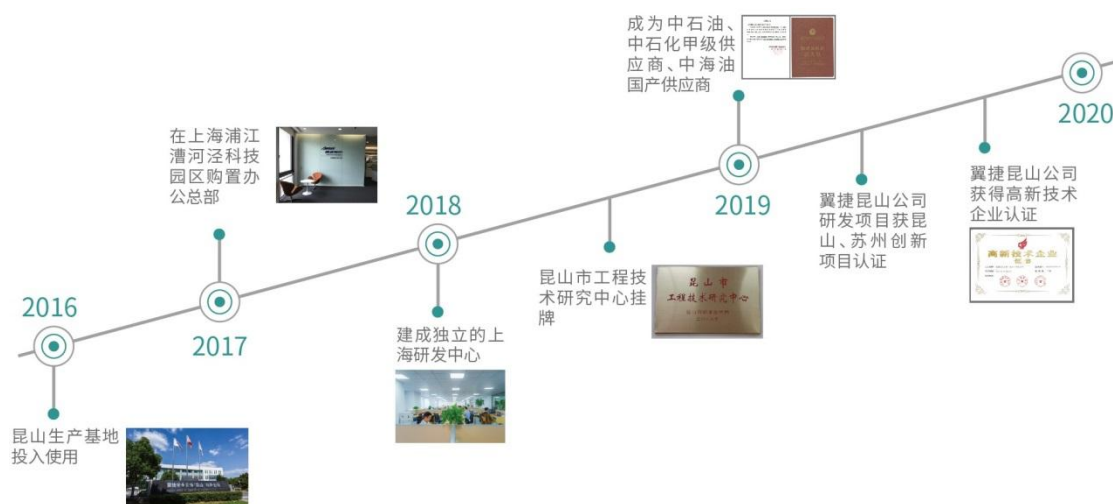 2016
昆山生产基地
投入使用
在上海浦江
漕河泾科技
园区购置办
公总部
2017
2018
建成独立的上
海研发中心
昆山市工程技
术研究中心挂
牌
昆山市
工程技术研究中心
成为中石油、
中石化甲级供
应商、中海油
国产供应商
2019
翼捷昆山公司
研发项目获昆
山、苏州创新
项目认证
翼捷昆山公司
获得高新技术
企业认证
高新技术企业
证书
2020